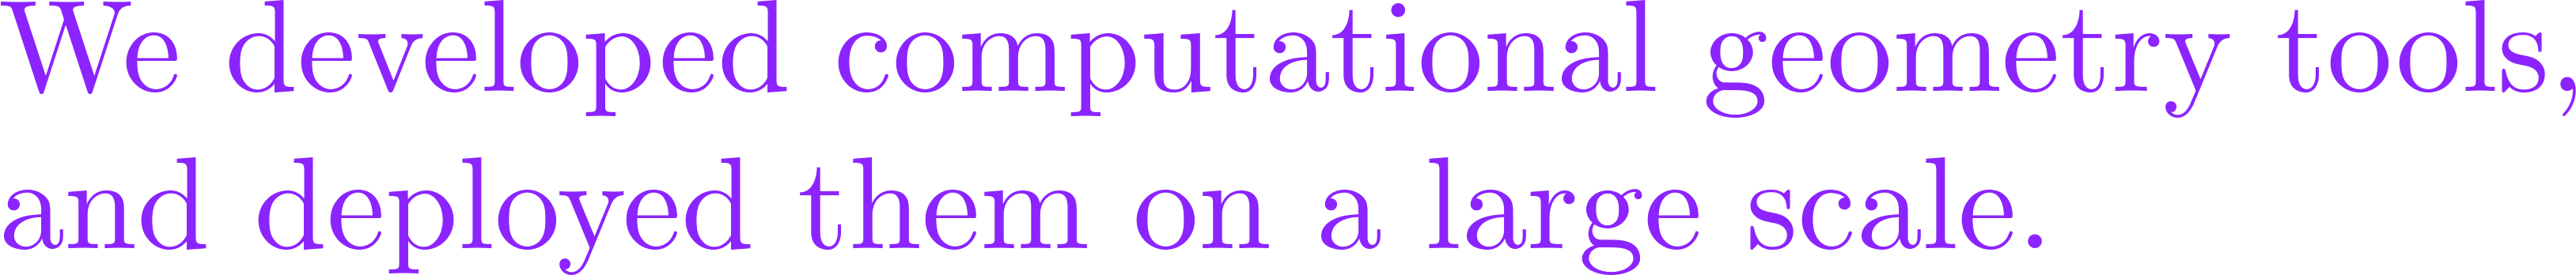 We developed computational geometry tools,
and deployed them on a large scale.